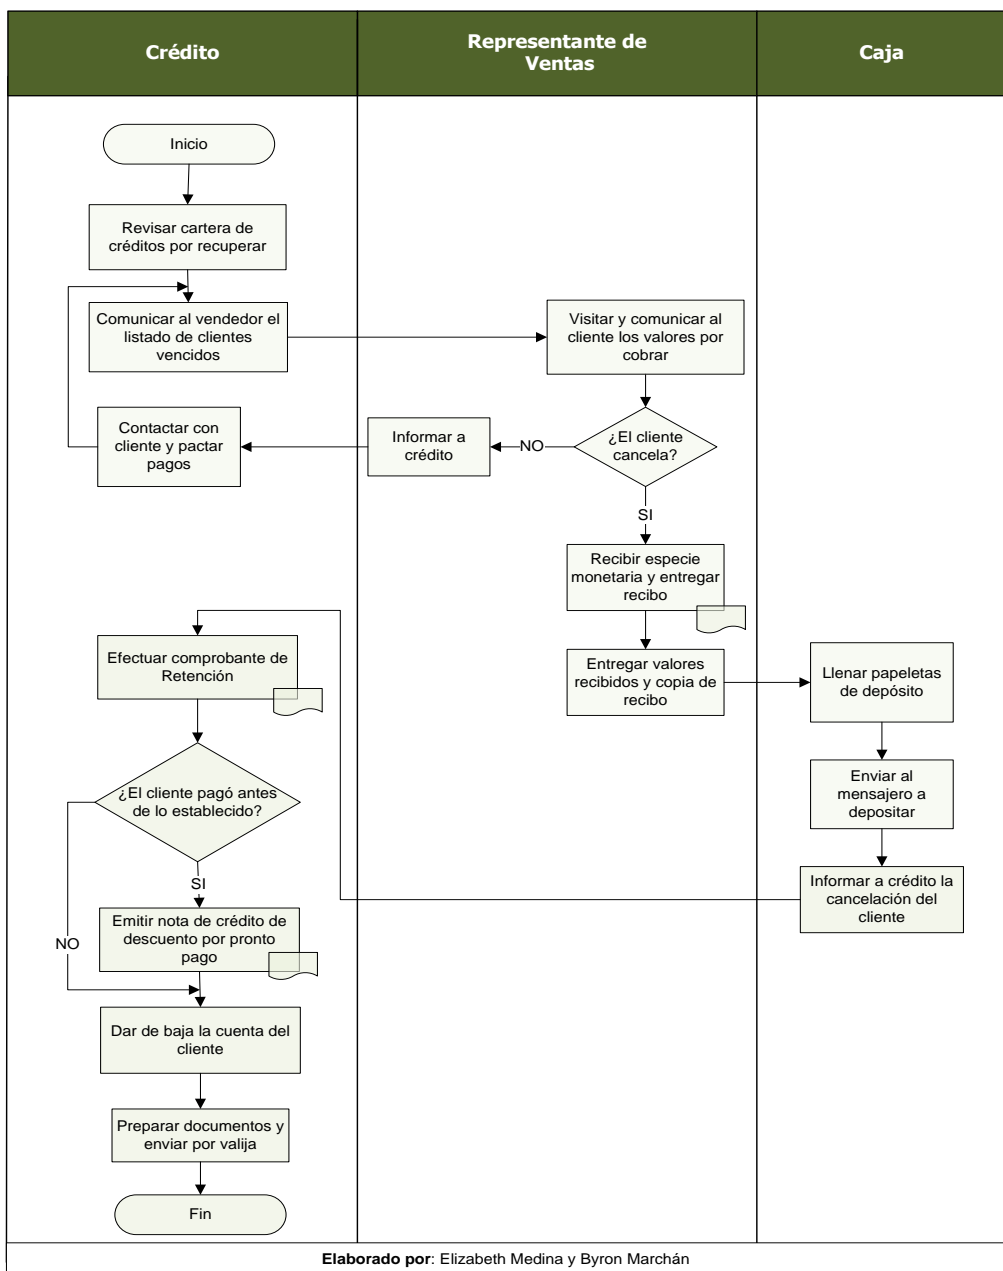 Crédito
Representante de
Ventas
Caja
Inicio
Revisar cartera de
créditos por recuperar
Comunicar al vendedor el
listado de clientes
vencidos
Visitar y comunicar al
cliente los valores por
cobrar
Contactar con
cliente y pactar
pagos
Informar a
crédito
NO
¿El cliente
cancela?
SI
Recibir especie
monetaria y entregar
recibo
Efectuar comprobante de
Retención
Entregar valores
recibidos y copia de
recibo
Llenar papeletas
de depósito
¿El cliente pagó antes
de lo establecido?
Enviar al
mensajero a
depositar
SI
Informar a crédito la
cancelación del
cliente
Emitir nota de crédito de
descuento por pronto
pago
NO
Dar de baja la cuenta del
cliente
Preparar documentos y
enviar por valija
Fin
Elaborado por: Elizabeth Medina y Byron Marchán